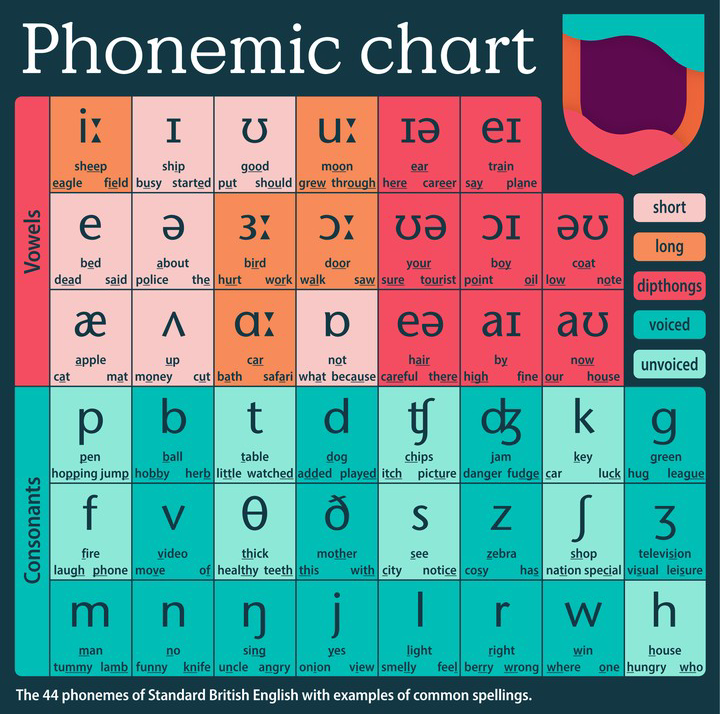 Phonemic chart
Vowels
iː ɪ ʊ uː ɪə eɪ
sheep ship good moon ear train
eagle field busy started put should grew through here career say plane
short
e ə ɜː ɔː ʊə ɔɪ əʊ
long
bed about bird door your boy coat
dead said police the hurt work walk saw sure tourist point oil low note
dipthongs
æ ʌ ɑː ɒ eə aɪ aʊ
voiced
apple up car not hair by now
unvoiced
cat mat money cut bath safari what because careful there high fine our house
Consonants
p b t d ʧ ʤ k g
pen ball table dog chips jam key green
hopping jump hobby herb little watched added played itch picture danger fudge car luck hug league
f v θ ð s z ʃ ʒ
fire video thick mother see zebra shop television
laugh phone move of healthy teeth this with city notice cosy has nation special visual leisure
m n ŋ j l r w h
man no sing yes light right win house
tummy lamb funny knife uncle angry onion view smelly feel berry wrong where one hungry who
The 44 phonemes of Standard British English with examples of common spellings.